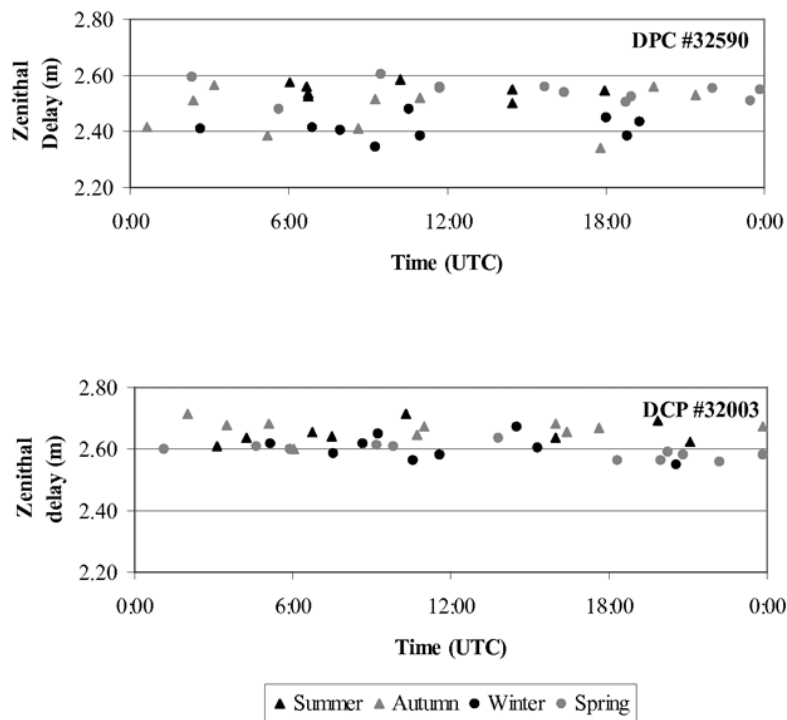 2.80
2.60
2.40
2.20
Zenithal
Delay (m)
DPC #32590
0:00 6:00 12:00 18:00 0:00
Time (UTC)
2.80
2.60
2.40
2.20
Zenithal
delay (m)
DCP #32003
0:00 6:00 12:00 18:00 0:00
Time (UTC)
Summer Autumn Winter Spring